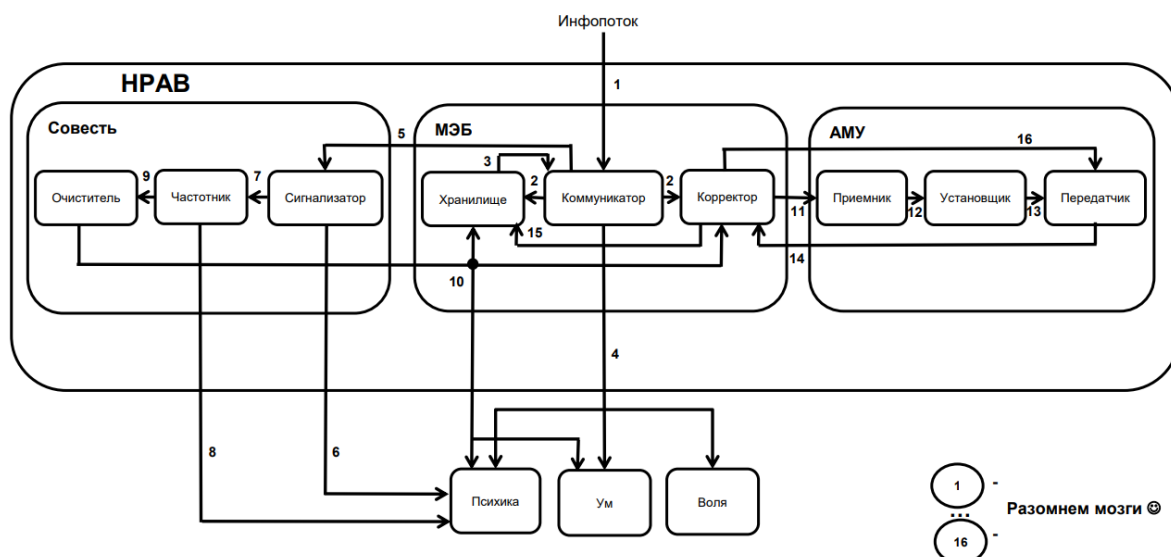 Инфопоток
1
НРАВ
Совесть
5
МЭБ
АМУ
16
3
9
7
2
2
Очиститель
Частотник
Сигнализатор
Хранилище
Коммуникатор
Корректор
11
Приемник
12
Установщик
13
Передатчик
15
14
10
4
8
6
Психика
Ум
Воля
1 -
...
Разомнем мозги ☺
16 -